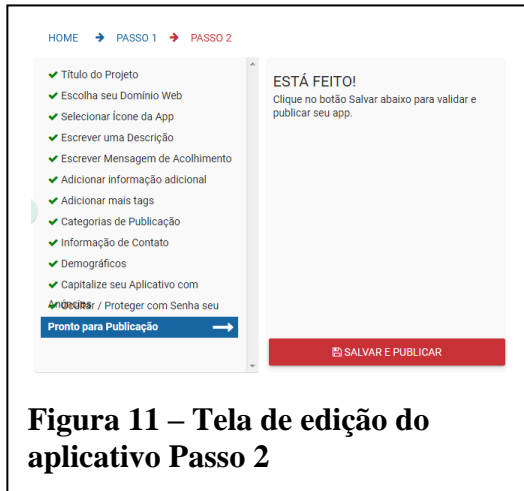 HOME → PASSO 1 → PASSO 2
Título do Projeto
Escolha seu Domínio Web
Selecionar Ícone da App
Escrever uma Descrição
Escrever Mensagem de Acolhimento
Adicionar informação adicional
Adicionar mais tags
Categorias de Publicação
Informação de Contato
Demográficos
Capitalize seu Aplicativo com
Anúncios
Ocultar / Proteger com Senha seu
Pronto para Publicação
ESTÁ FEITO!
Clique no botão Salvar abaixo para validar e
publicar seu app.
SALVAR E PUBLICAR
Figura 11 – Tela de edição do
aplicativo Passo 2